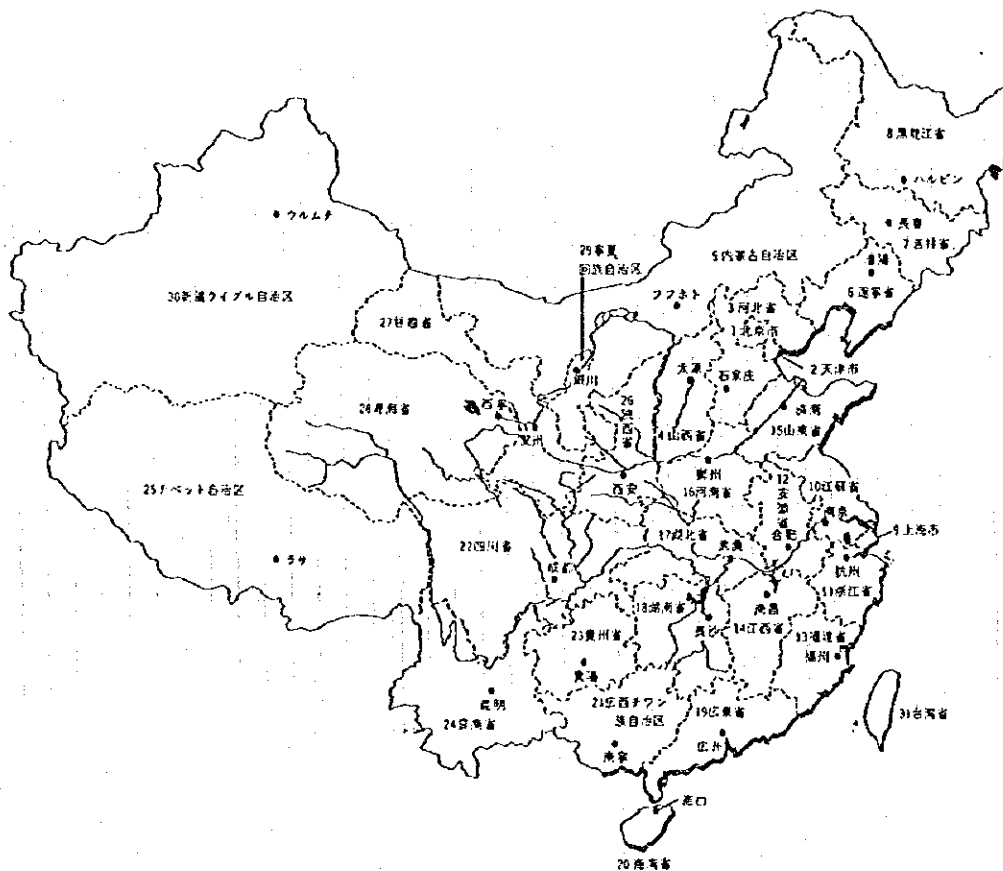 8黒竜江省
ハルビン
長春
7吉林省
瀋陽
6遼寧省
5内蒙古自治区
フフホト
29寧夏
回族自治区
ウルムチ
30新疆ウイグル自治区
27甘粛省
3河北省
1北京市
2天津市
太原
石家庄
銀川
済南
15山東省
28青海省
西寧
蘭州
26陝西省
4山西省
鄭州
西安
16河南省
12安徽省
10江蘇省
南京
9上海市
25チベット自治区
ラサ
22四川省
成都
17湖北省
武漢
合肥
杭州
11浙江省
18湖南省
長沙
南昌
14江西省
13福建省
福州
23貴州省
貴陽
昆明
24雲南省
21広西チワン
族自治区
南寧
19広東省
広州
31台湾省
海口
20海南省